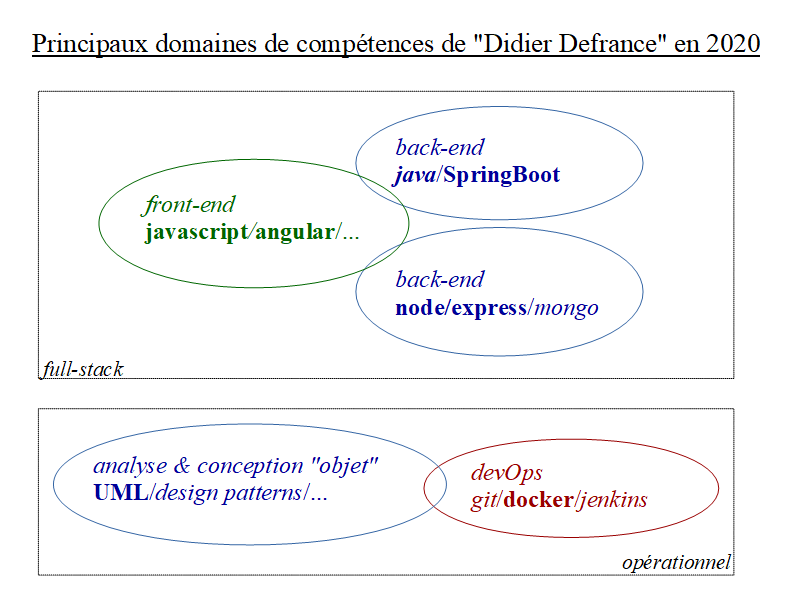 Principaux domaines de compétences de "Didier Defrance" en 2020
back-end
java/SpringBoot
front-end
javascript/angular/...
back-end
node/express/mongo
full-stack
analyse & conception "objet"
UML/design patterns/...
devOps
git/docker/jenkins
opérationnel